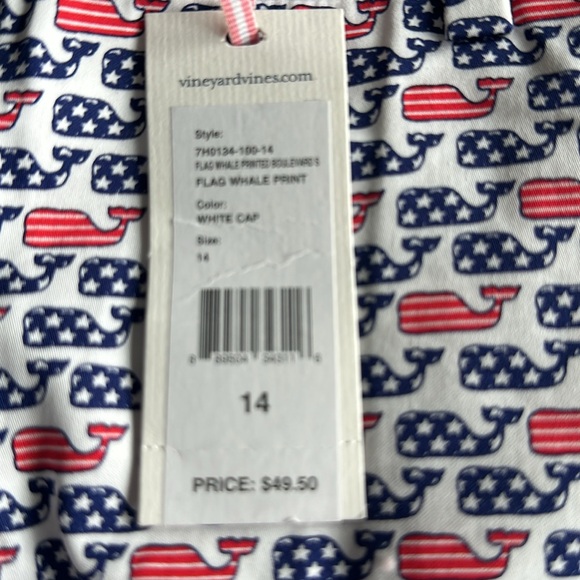 vineyardvines.com
Style:
7H0134-100-14
FLAG WHALE PRINTED BOULEVARD S
FLAG WHALE PRINT
Color:
WHITE CAP
Size:
14
14
PRICE: $49.50